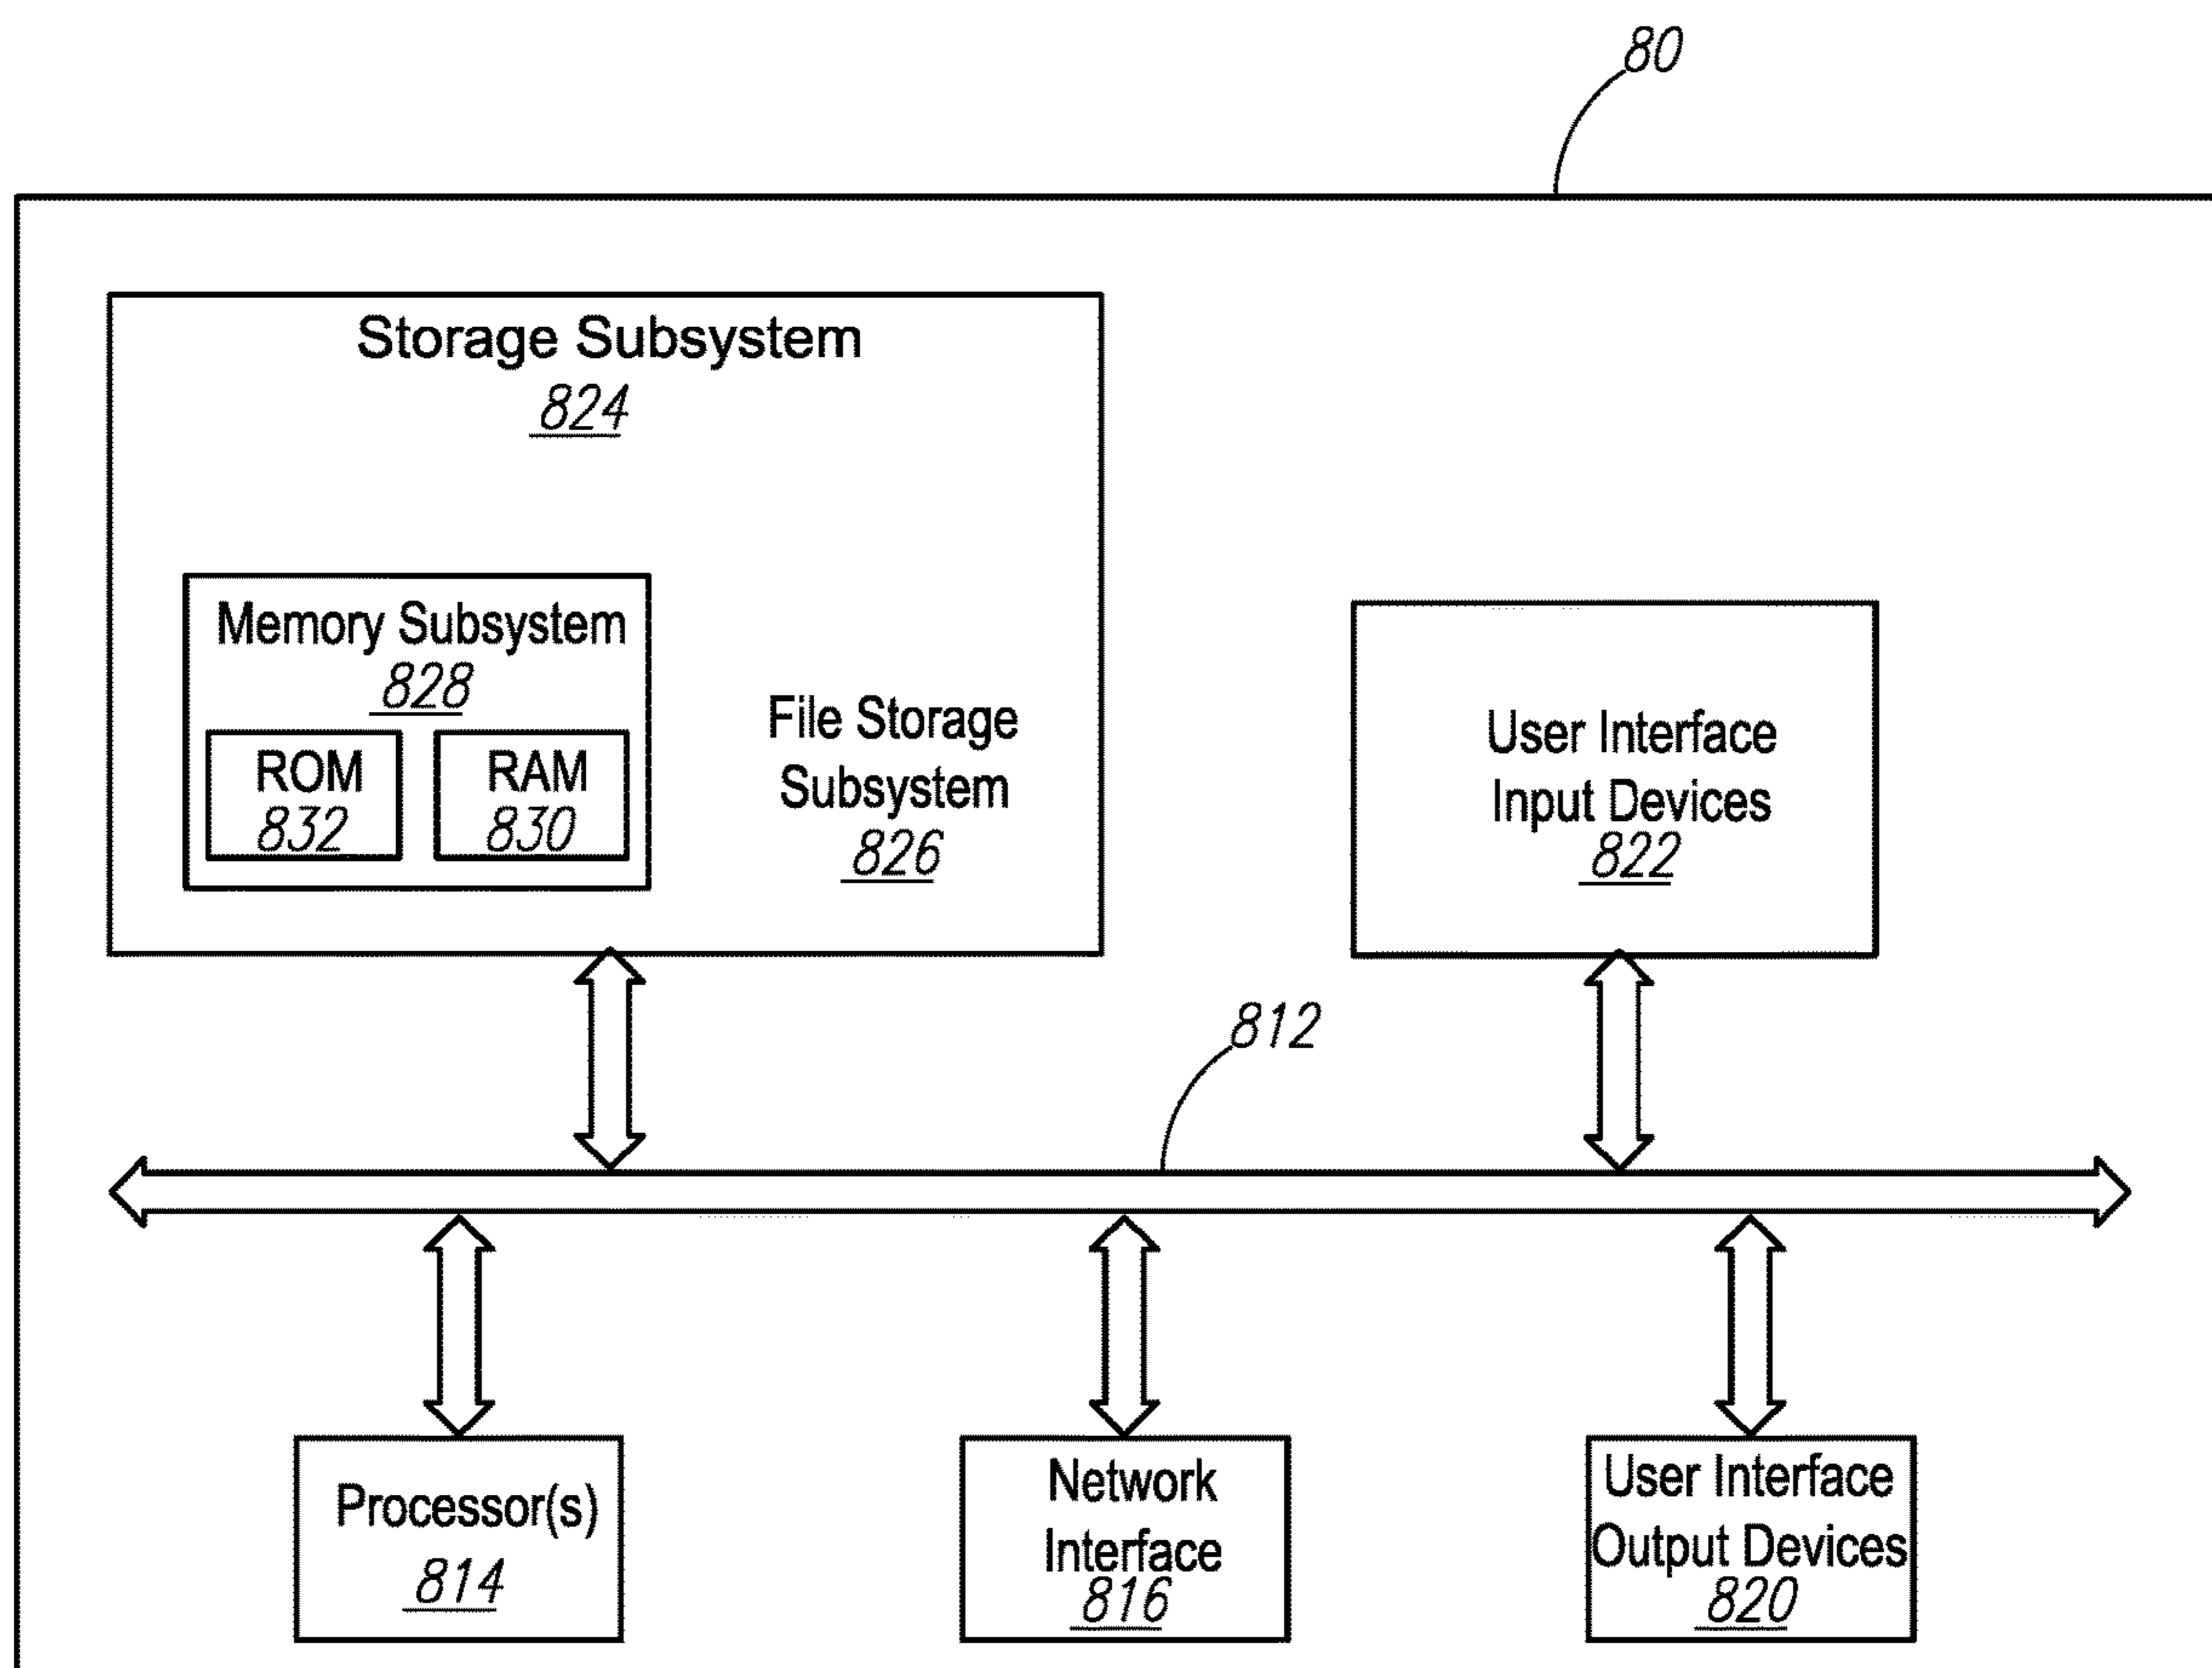 80
Storage Subsystem
824
Memory Subsystem
828
ROM
832
RAM
830
File Storage
Subsystem
826
User Interface
Input Devices
822
812
Processor(s)
814
Network
Interface
816
User Interface
Output Devices
820